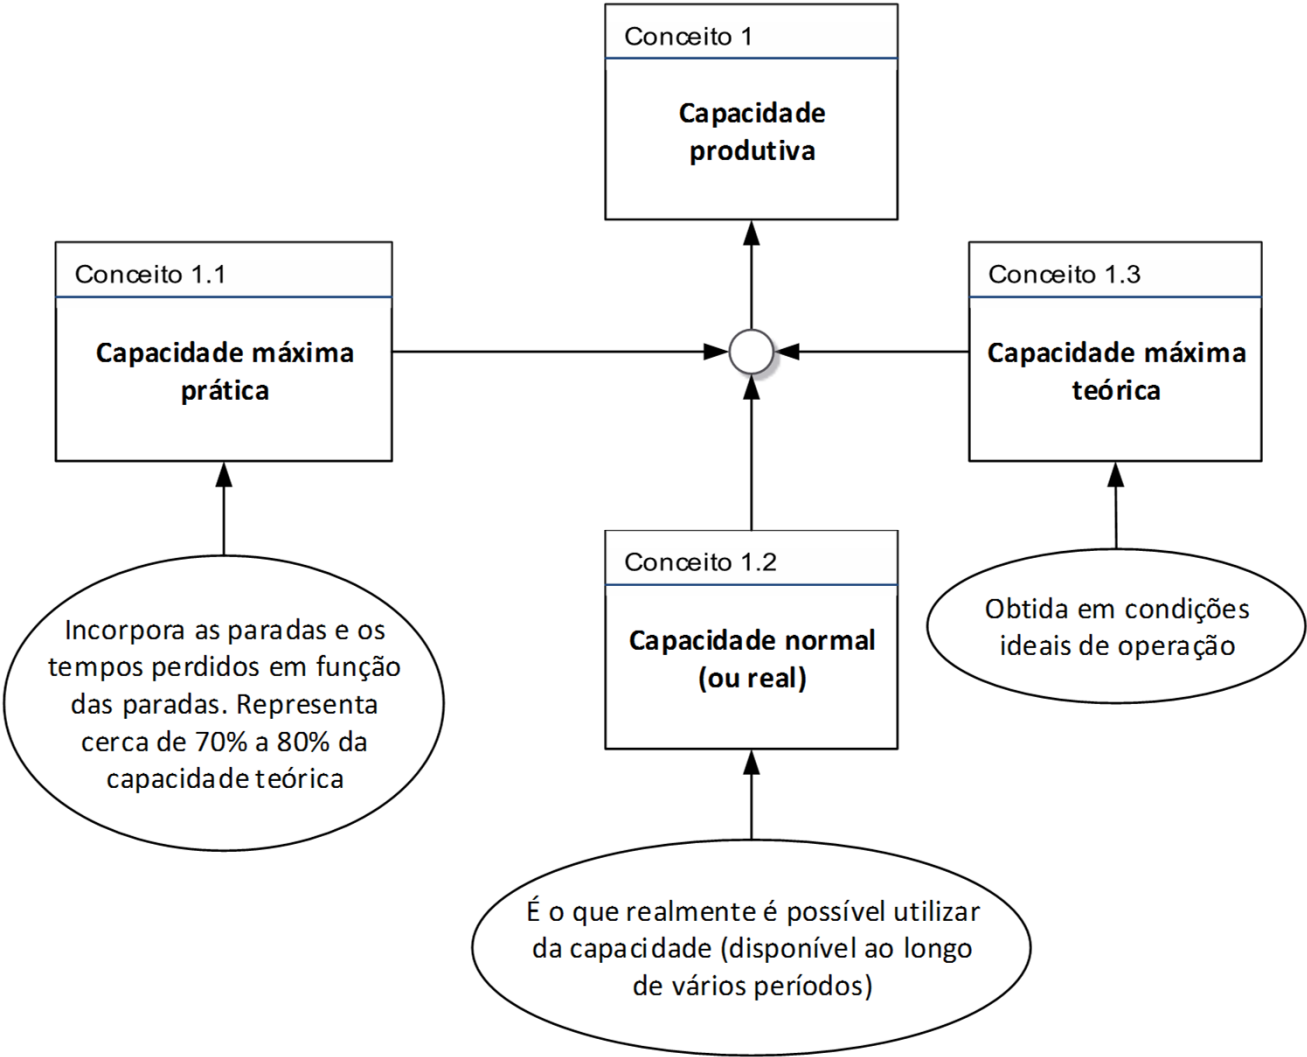 Conceito 1
Capacidade
produtiva
Conceito 1.1
Capacidade máxima
prática
Conceito 1.3
Capacidade máxima
teórica
Incorpora as paradas e os
tempos perdidos em função
das paradas. Representa
cerca de 70% a 80% da
capacidade teórica
Conceito 1.2
Capacidade normal
(ou real)
Obtida em condições
ideais de operação
É o que realmente é possível utilizar
da capacidade (disponível ao longo
de vários períodos)